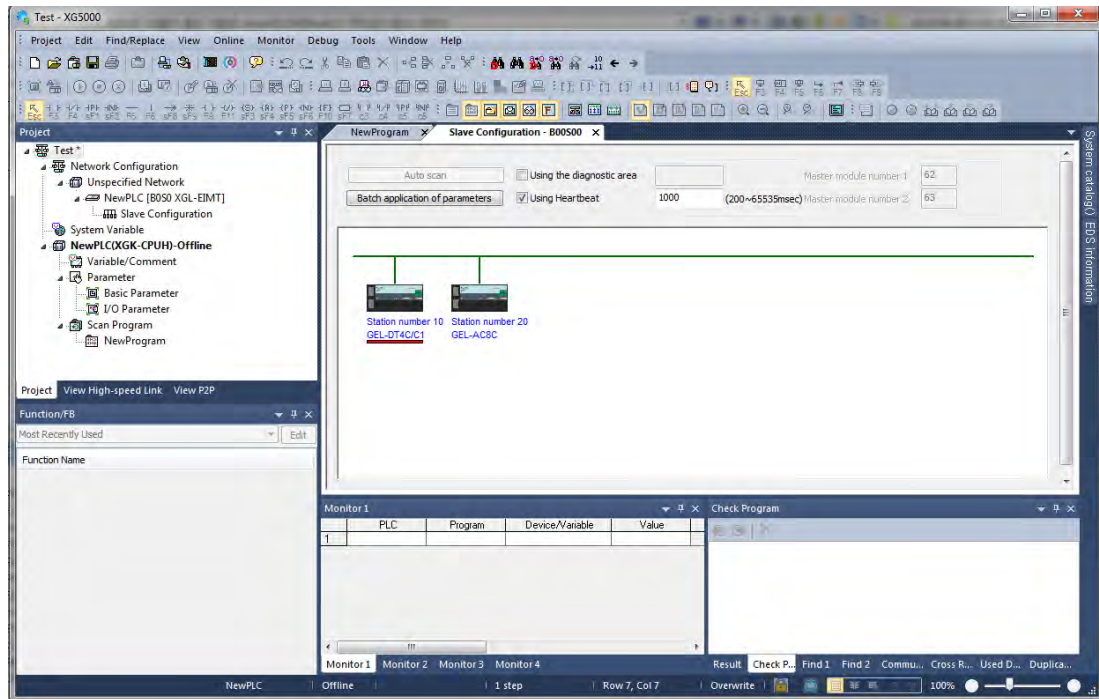 Test - XG5000
Project Edit Find/Replace View Online Monitor Debug Tools Window Help
Project
NewProgram
Slave Configuration - B00S00
Test *
Network Configuration
Unspecified Network
NewPLC [B0S0 XGL-EIMT]
Slave Configuration
System Variable
NewPLC(XGK-CPUH)-Offline
Variable/Comment
Parameter
Basic Parameter
I/O Parameter
Scan Program
NewProgram
Auto scan
Using the diagnostic area
Master module number 1
62
Batch application of parameters
Using Heartbeat
1000
(200~65535msec)
Master module number 2
63
Station number 10
GEL-DT4C/C1
Station number 20
GEL-AC8C
System catalog()
EDS information
Project View High-speed Link View P2P
Function/FB
Most Recently Used
Edit
Function Name
Monitor 1
PLC Program Device/Variable Value
1
Check Program
Monitor 1 Monitor 2 Monitor 3 Monitor 4
Result Check P... Find 1 Find 2 Commu... Cross R... Used D... Duplica...
NewPLC Offline 1 step Row 7, Col 7 Overwrite 100%